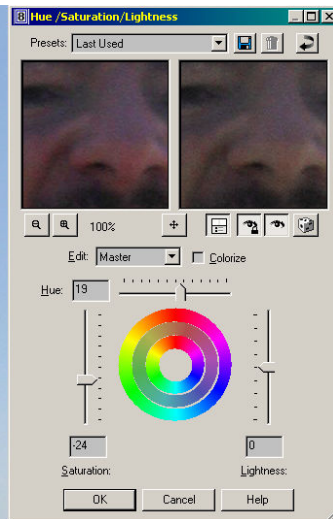 Hue /Saturation/Lightness
Presets: Last Used
100%
Edit: Master Colorize
Hue: 19
-24 0
Saturation: Lightness:
OK Cancel Help